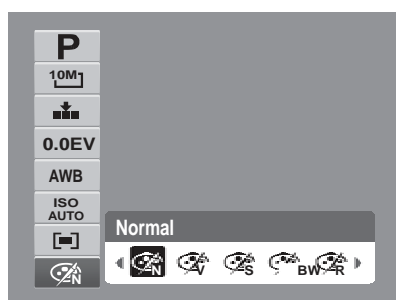 P
10M
0.0EV
AWB
ISO
AUTO
Normal
N
N V S BW R